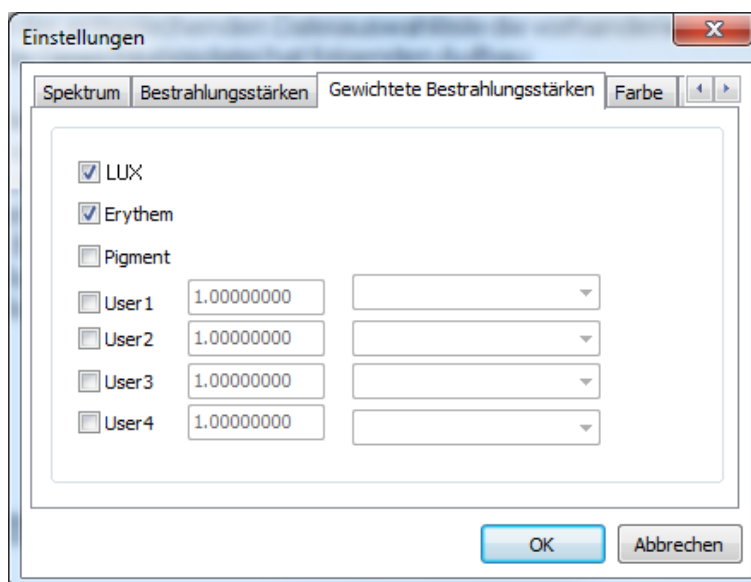 Einstellungen
Spektrum Bestrahlungsstärken Gewichtete Bestrahlungsstärken Farbe
LUX
Erythem
Pigment
User1 1.00000000
User2 1.00000000
User3 1.00000000
User4 1.00000000
OK Abbrechen